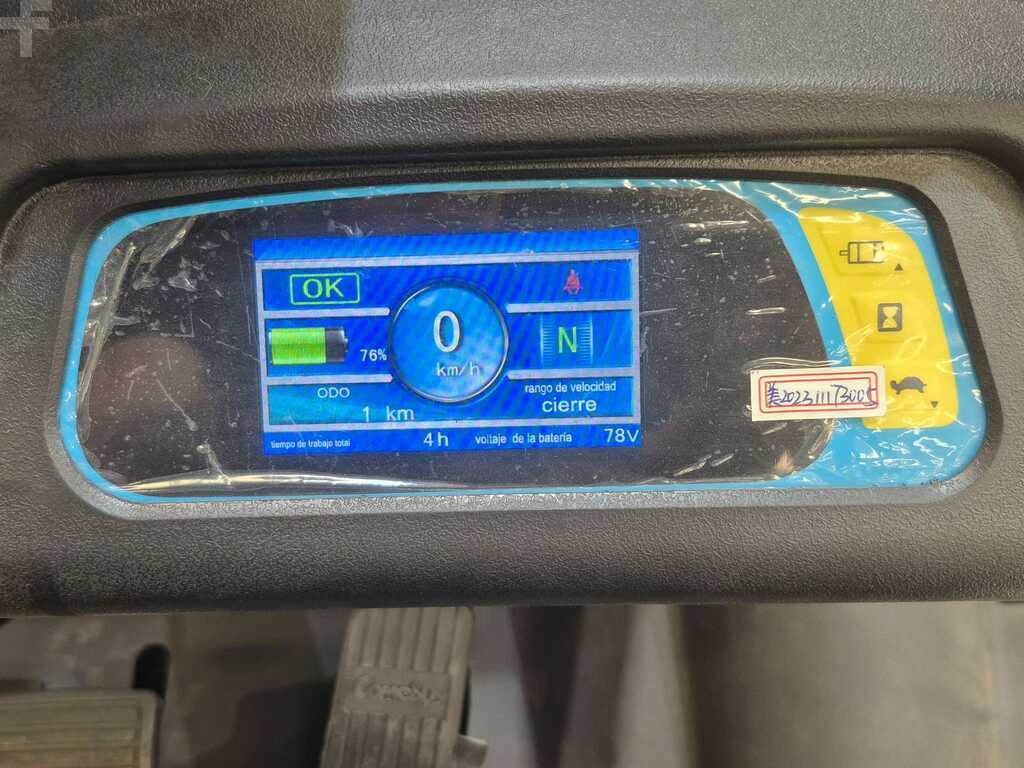 OK
0
km/h
76%
N
ODO
1 km
rango de velocidad
cierre
tiempo de trabajo total
4h
voltaje de la batería
78V